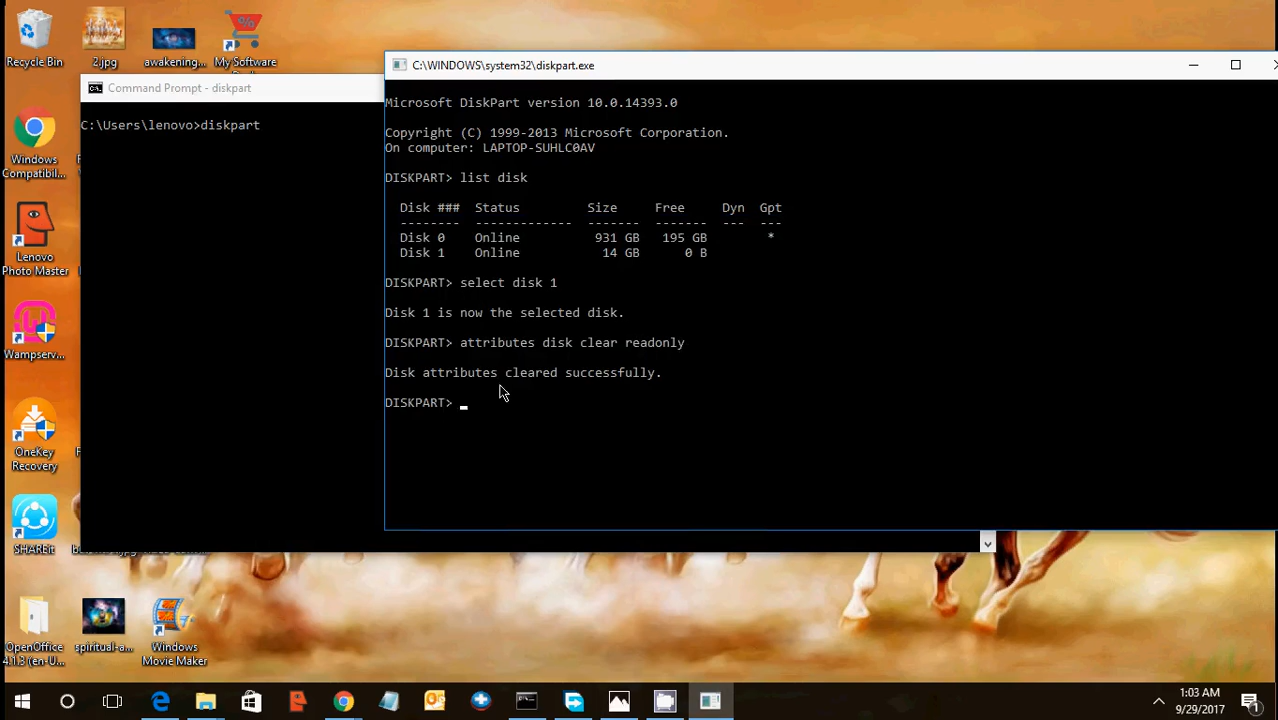 Recycle Bin
2.jpg
awakening...
My Software
Windows
Compatibil...
Lenovo
Photo Master
Wampserv...
OneKey
Recovery
SHAREit
OpenOffice
4.1.3 (en-U...
spiritual-a...
Windows
Movie Maker
Command Prompt - diskpart
C:\Users\lenovo>diskpart
C:\WINDOWS\system32\diskpart.exe
Microsoft DiskPart version 10.0.14393.0
Copyright (C) 1999-2013 Microsoft Corporation.
On computer: LAPTOP-SUHLC0AV
DISKPART> list disk
Disk ### Status Size Free Dyn Gpt
-------- ------------- ------- ------- --- ---
Disk 0 Online 931 GB 195 GB *
Disk 1 Online 14 GB 0 B
DISKPART> select disk 1
Disk 1 is now the selected disk.
DISKPART> attributes disk clear readonly
Disk attributes cleared successfully.
DISKPART>
1:03 AM
9/29/2017
1